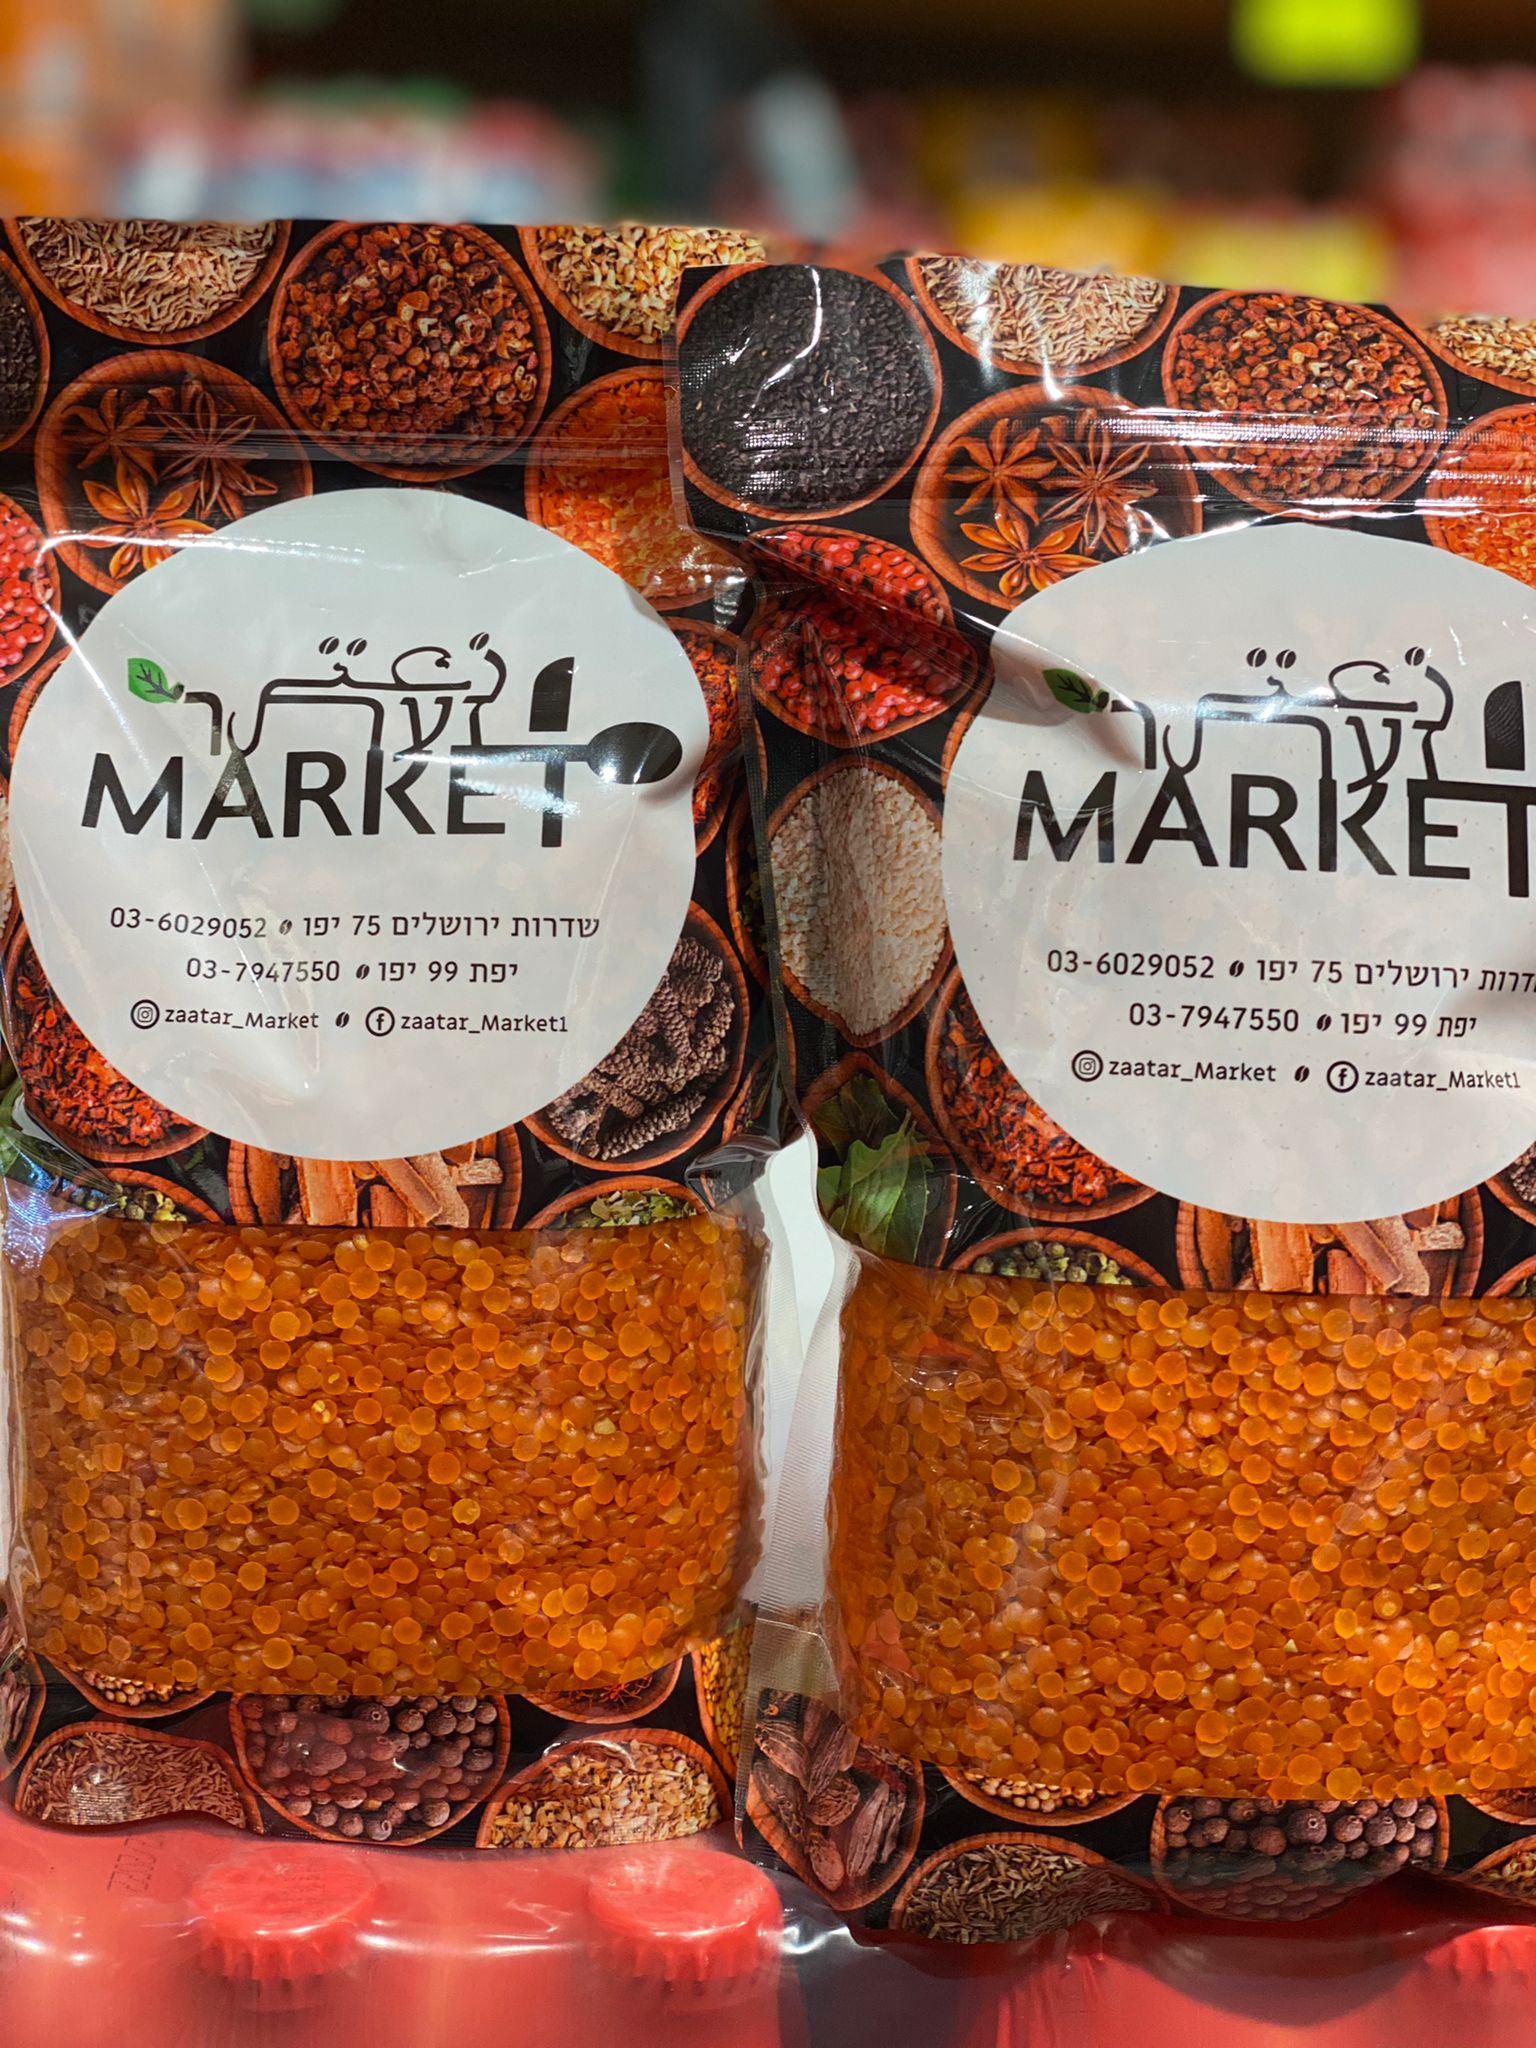 זעתר
MARKET
שדרות ירושלים 75 יפו 03-6029052
יפת 99 יפו 03-7947550
zaatar_Market zaatar_Market1
זעתר
MARKET
שדרות ירושלים 75 יפו 03-6029052
יפת 99 יפו 03-7947550
zaatar_Market zaatar_Market1